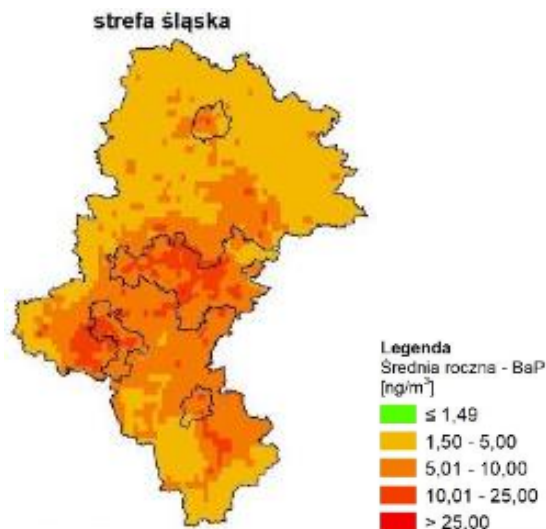 strefa śląska
Legenda
Średnia roczna - BaP
[ng/m³]
≤ 1,49
1,50 - 5,00
5,01 - 10,00
10,01 - 25,00
> 25,00